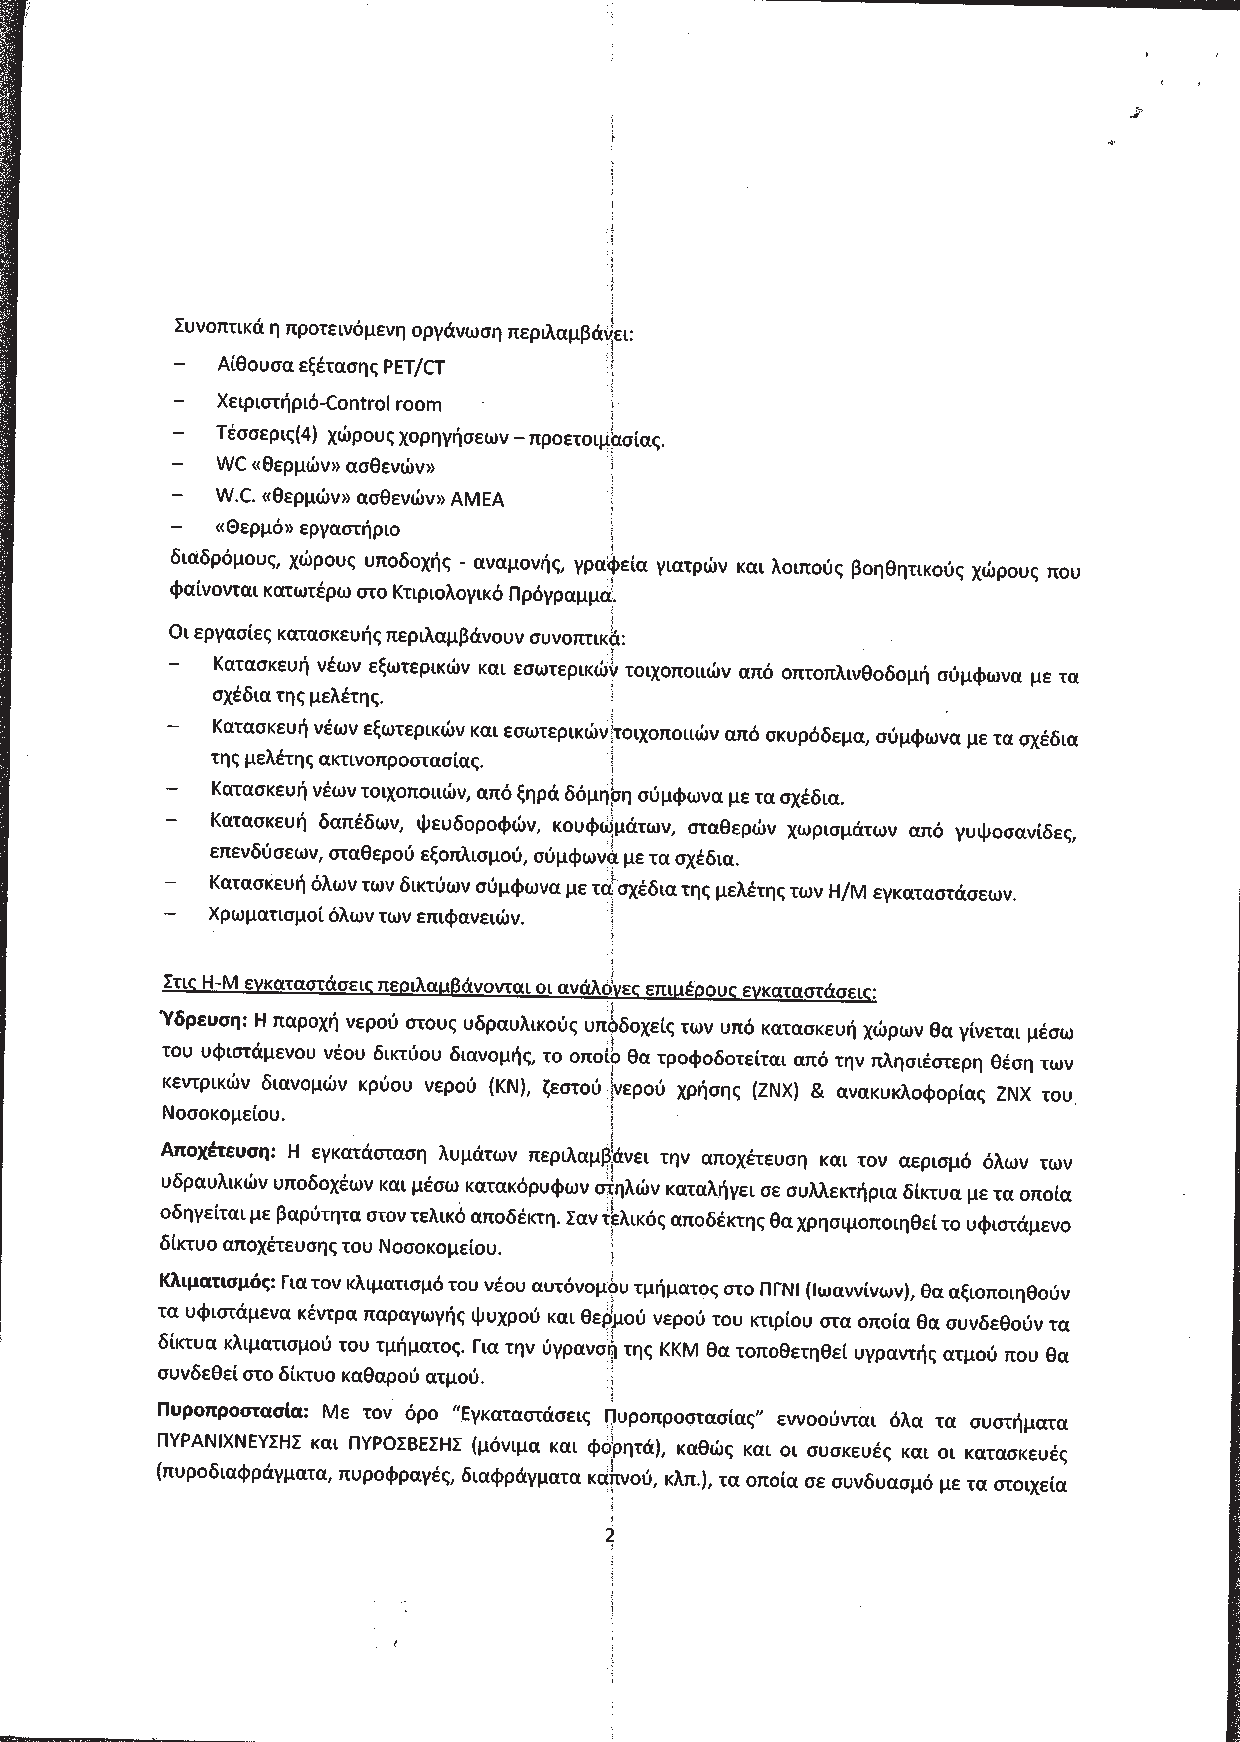 Συνοπτικά η προτεινόμενη οργάνωση περιλαμβάνει:
– Αίθουσα εξέτασης PET/CT
– Χειριστήριό-Control room
– Τέσσερις(4) χώρους χορηγήσεων – προετοιμασίας.
– WC «θερμών» ασθενών»
– W.C. «θερμών» ασθενών» ΑΜΕΑ
– «Θερμό» εργαστήριο
διαδρόμους, χώρους υποδοχής - αναμονής, γραφεία γιατρών και λοιπούς βοηθητικούς χώρους που
φαίνονται κατωτέρω στο Κτιριολογικό Πρόγραμμα.
Οι εργασίες κατασκευής περιλαμβάνουν συνοπτικά:
– Κατασκευή νέων εξωτερικών και εσωτερικών τοιχοποιιών από οπτοπλινθοδομή σύμφωνα με τα
σχέδια της μελέτης.
– Κατασκευή νέων εξωτερικών και εσωτερικών τοιχοποιιών από σκυρόδεμα, σύμφωνα με τα σχέδια
της μελέτης ακτινοπροστασίας.
– Κατασκευή νέων τοιχοποιιών, από ξηρά δόμηση σύμφωνα με τα σχέδια.
– Κατασκευή δαπέδων, ψευδοροφών, κουφωμάτων, σταθερών χωρισμάτων από γυψοσανίδες,
επενδύσεων, σταθερού εξοπλισμού, σύμφωνα με τα σχέδια.
– Κατασκευή όλων των δικτύων σύμφωνα με τα σχέδια της μελέτης των Η/Μ εγκαταστάσεων.
– Χρωματισμοί όλων των επιφανειών.
Στις Η-Μ εγκαταστάσεις περιλαμβάνονται οι ανάλογες επιμέρους εγκαταστάσεις:
Ύδρευση: Η παροχή νερού στους υδραυλικούς υποδοχείς των υπό κατασκευή χώρων θα γίνεται μέσω
του υφιστάμενου νέου δικτύου διανομής, το οποίο θα τροφοδοτείται από την πλησιέστερη θέση των
κεντρικών διανομών κρύου νερού (ΚΝ), ζεστού νερού χρήσης (ΖΝΧ) & ανακυκλοφορίας ΖΝΧ του
Νοσοκομείου.
Αποχέτευση: Η εγκατάσταση λυμάτων περιλαμβάνει την αποχέτευση και τον αερισμό όλων των
υδραυλικών υποδοχέων και μέσω κατακόρυφων στηλών καταλήγει σε συλλεκτήρια δίκτυα με τα οποία
οδηγείται με βαρύτητα στον τελικό αποδέκτη. Σαν τελικός αποδέκτης θα χρησιμοποιηθεί το υφιστάμενο
δίκτυο αποχέτευσης του Νοσοκομείου.
Κλιματισμός: Για τον κλιματισμό του νέου αυτόνομου τμήματος στο ΠΓΝΙ (Ιωαννίνων), θα αξιοποιηθούν
τα υφιστάμενα κέντρα παραγωγής ψυχρού και θερμού νερού του κτιρίου στα οποία θα συνδεθούν τα
δίκτυα κλιματισμού του τμήματος. Για την ύγρανση της ΚΚΜ θα τοποθετηθεί υγραντής ατμού που θα
συνδεθεί στο δίκτυο καθαρού ατμού.
Πυροπροστασία: Με τον όρο "Εγκαταστάσεις Πυροπροστασίας" εννοούνται όλα τα συστήματα
ΠΥΡΑΝΙΧΝΕΥΣΗΣ και ΠΥΡΟΣΒΕΣΗΣ (μόνιμα και φορητά), καθώς και οι συσκευές και οι κατασκευές
(πυροδιαφράγματα, πυροφραγές, διαφράγματα καπνού, κλπ.), τα οποία σε συνδυασμό με τα στοιχεία
2